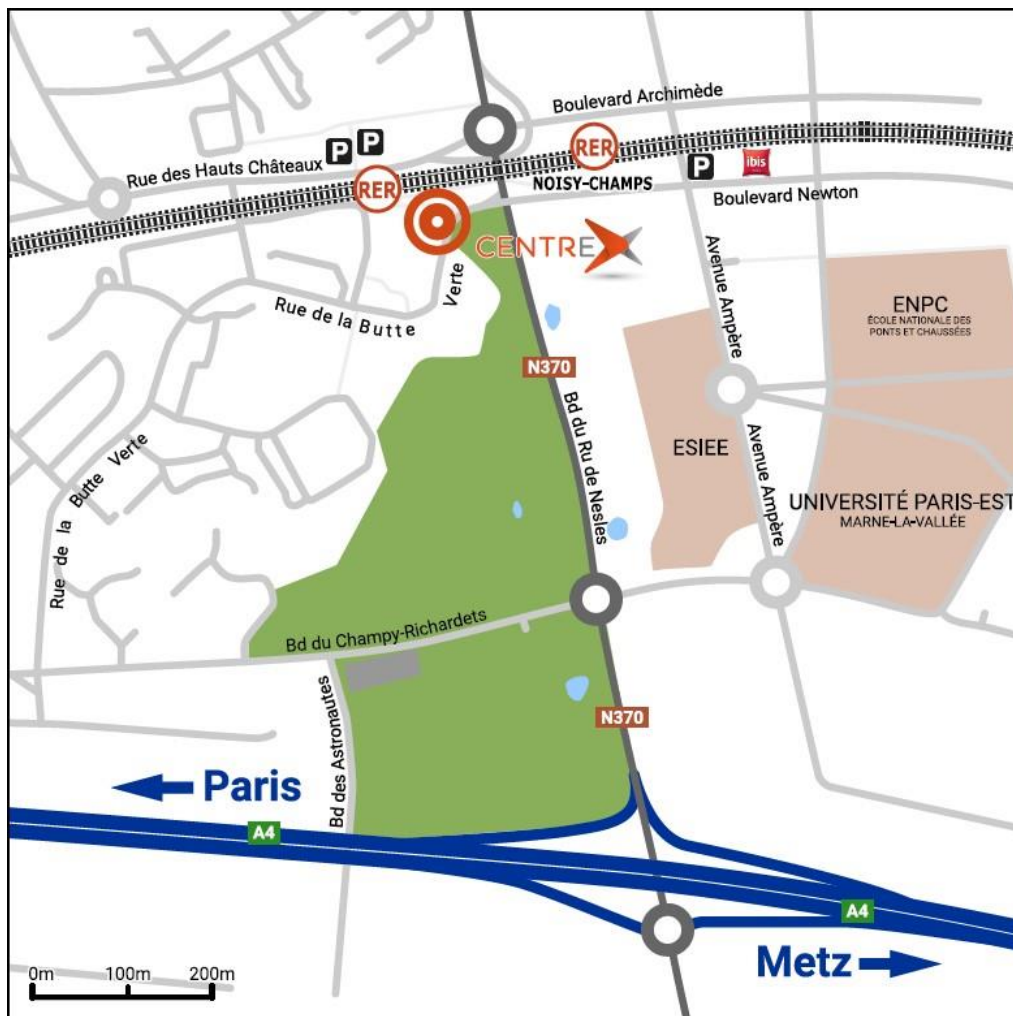 Boulevard Archimède
P
P
RER
Rue des Hauts Châteaux
RER
NOISY-CHAMPS
P
ibis
Boulevard Newton
CENTRE
Verte
Rue de la Butte
Avenue Ampère
ENPC
ÉCOLE NATIONALE DES
PONTS ET CHAUSSÉES
N370
Bd du Ru de Nesles
ESIEE
Avenue Ampère
Rue de la Butte Verte
UNIVERSITÉ PARIS-EST
MARNE-LA-VALLÉE
Bd du Champy-Richardets
Bd des Astronautes
N370
Paris
A4
A4
Metz
0m 100m 200m